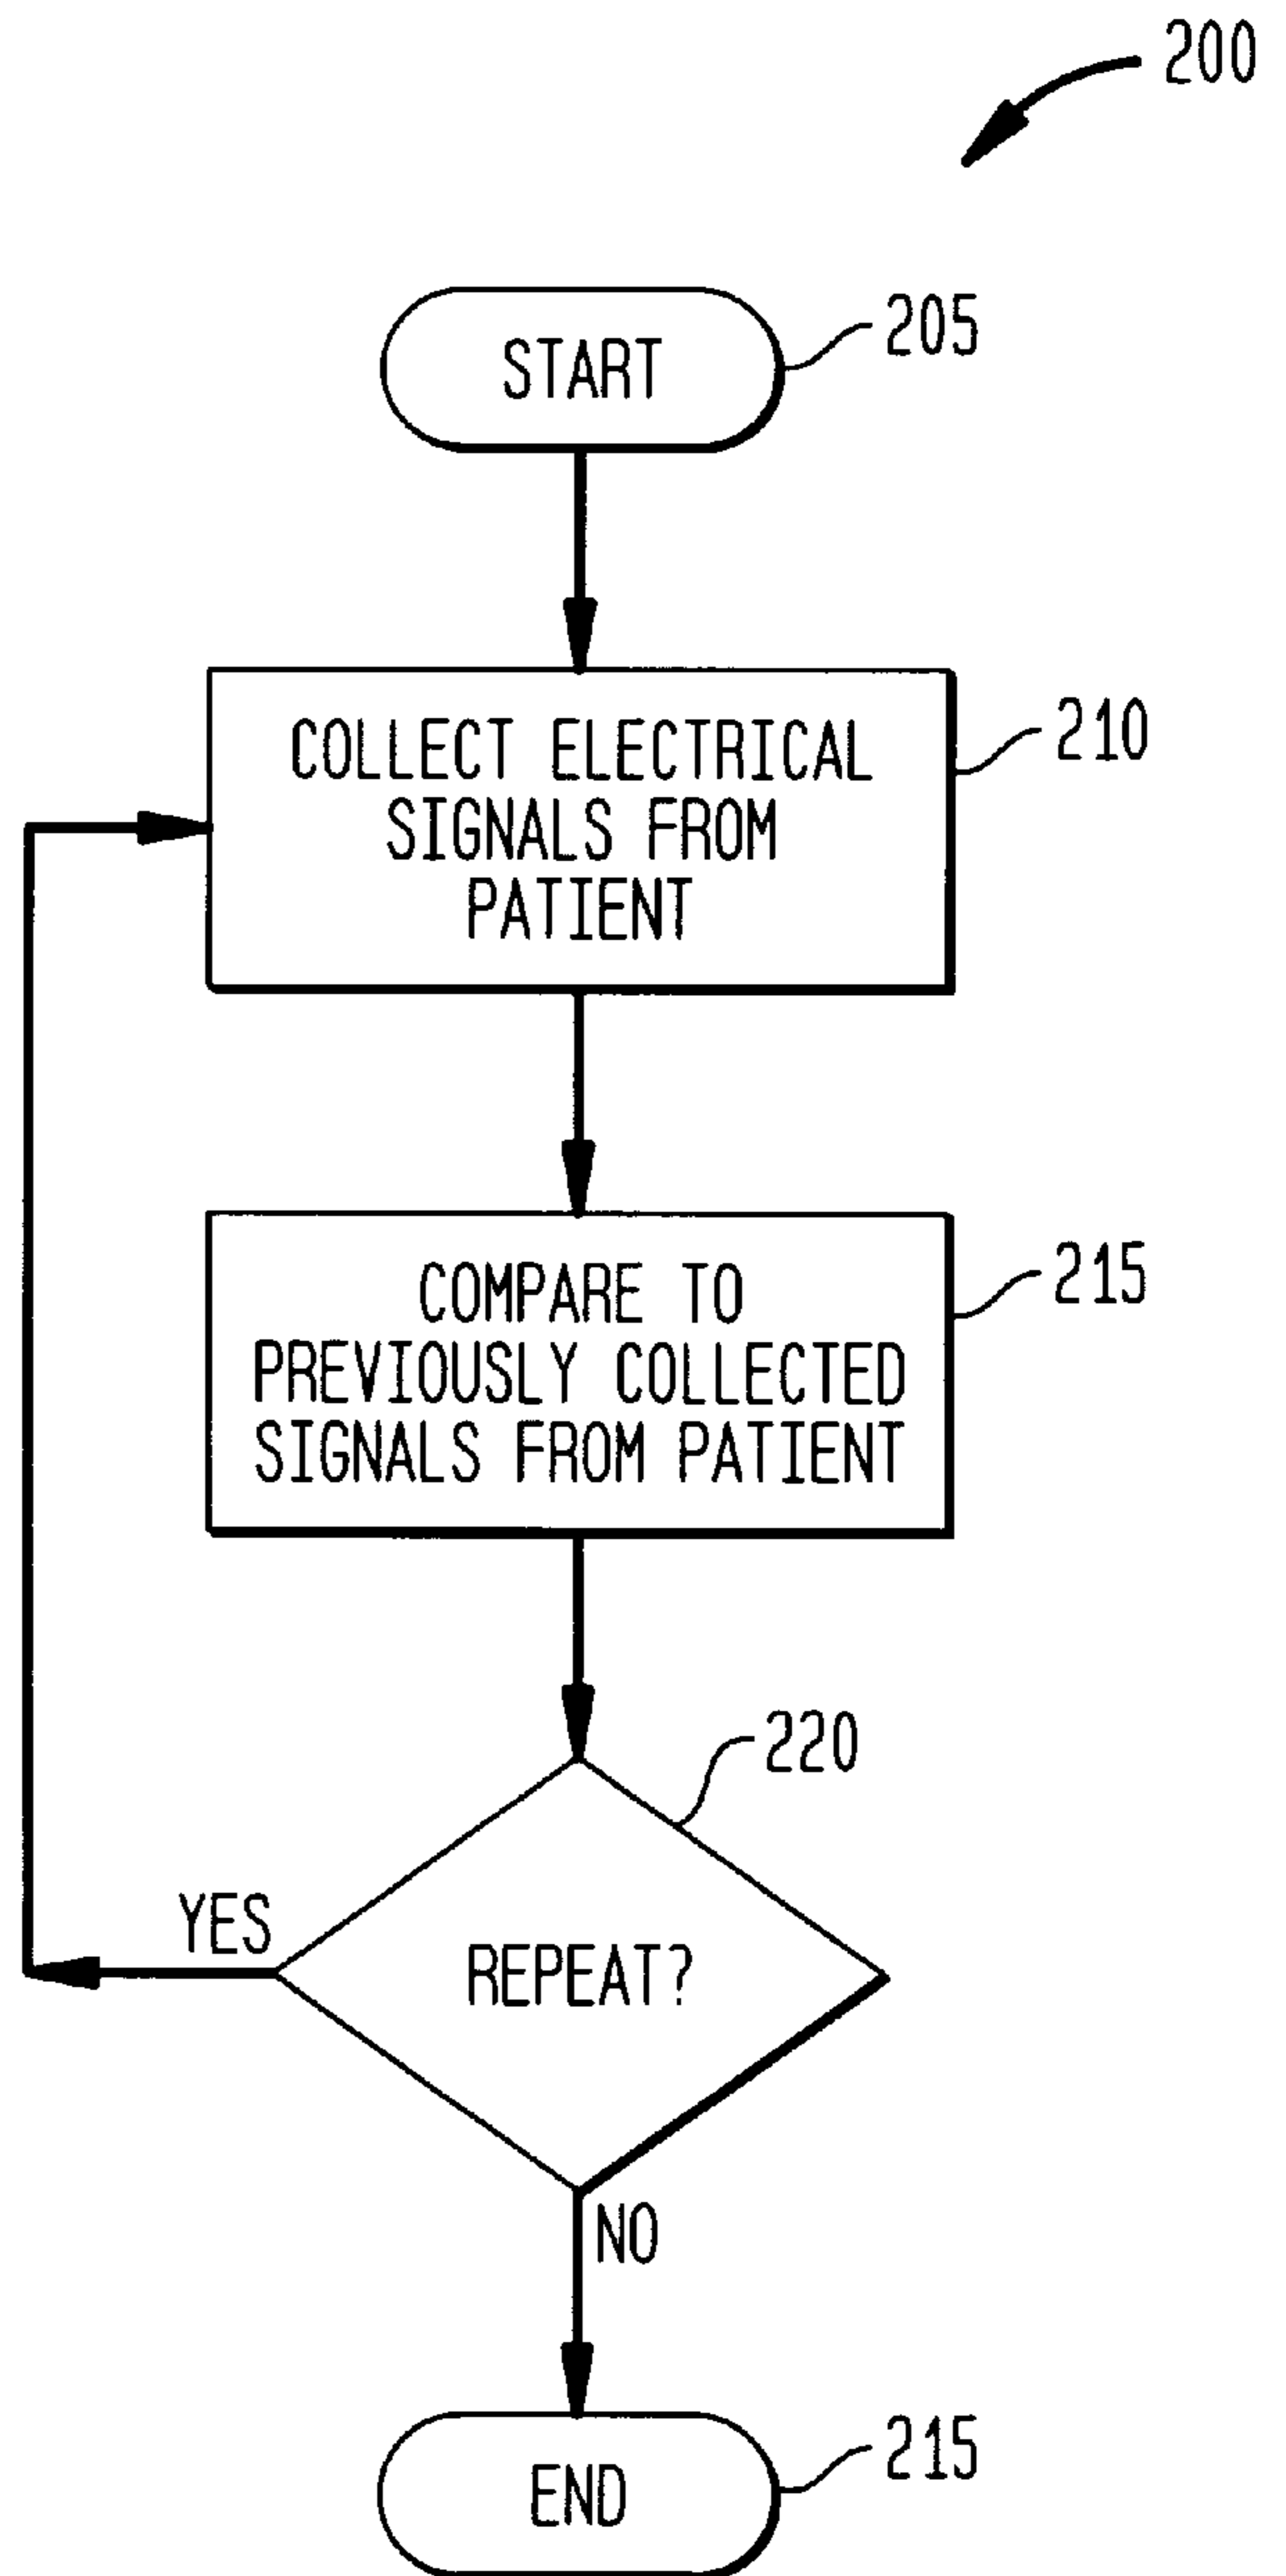 200
START
205
COLLECT ELECTRICAL
SIGNALS FROM
PATIENT
210
COMPARE TO
PREVIOUSLY COLLECTED
SIGNALS FROM PATIENT
215
220
YES
REPEAT?
NO
END
215